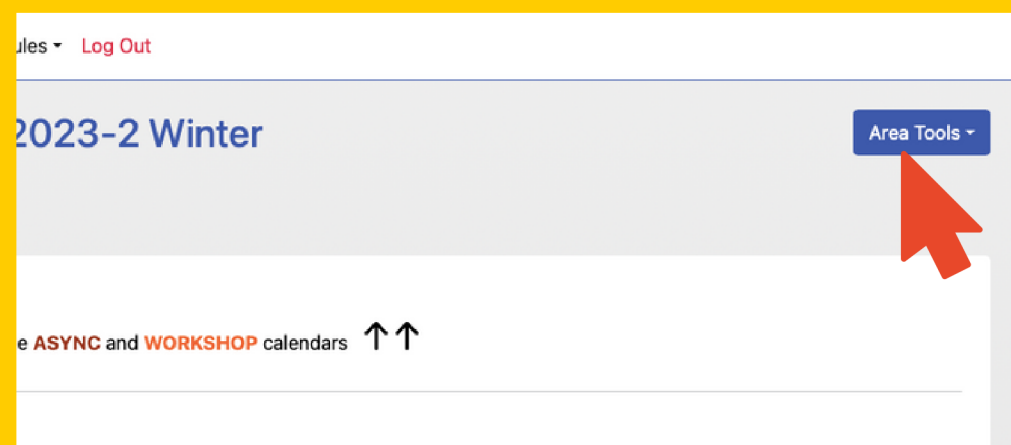 ules Log Out
2023-2 Winter
Area Tools
e ASYNC and WORKSHOP calendars ↑↑